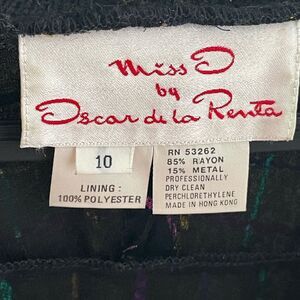 Miss O
by
Oscar de la Renta
10
LINING :
100% POLYESTER
RN 53262
85% RAYON
15% METAL
PROFESSIONALLY
DRY CLEAN
PERCHLORETHYLENE
MADE IN HONG KONG